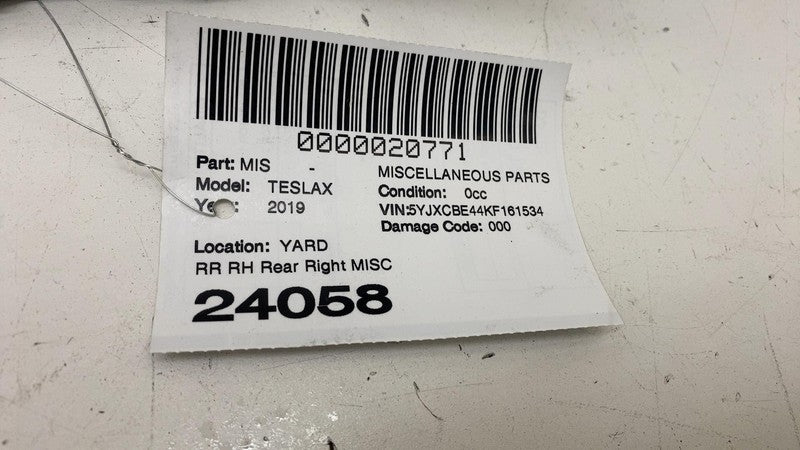 0000020771
Part: MIS - MISCELLANEOUS PARTS
Model: TESLAX Condition: 0cc
2019 VIN:5YJXCBE44KF161534
Damage Code: 000
Location: YARD
RR RH Rear Right MISC
24058